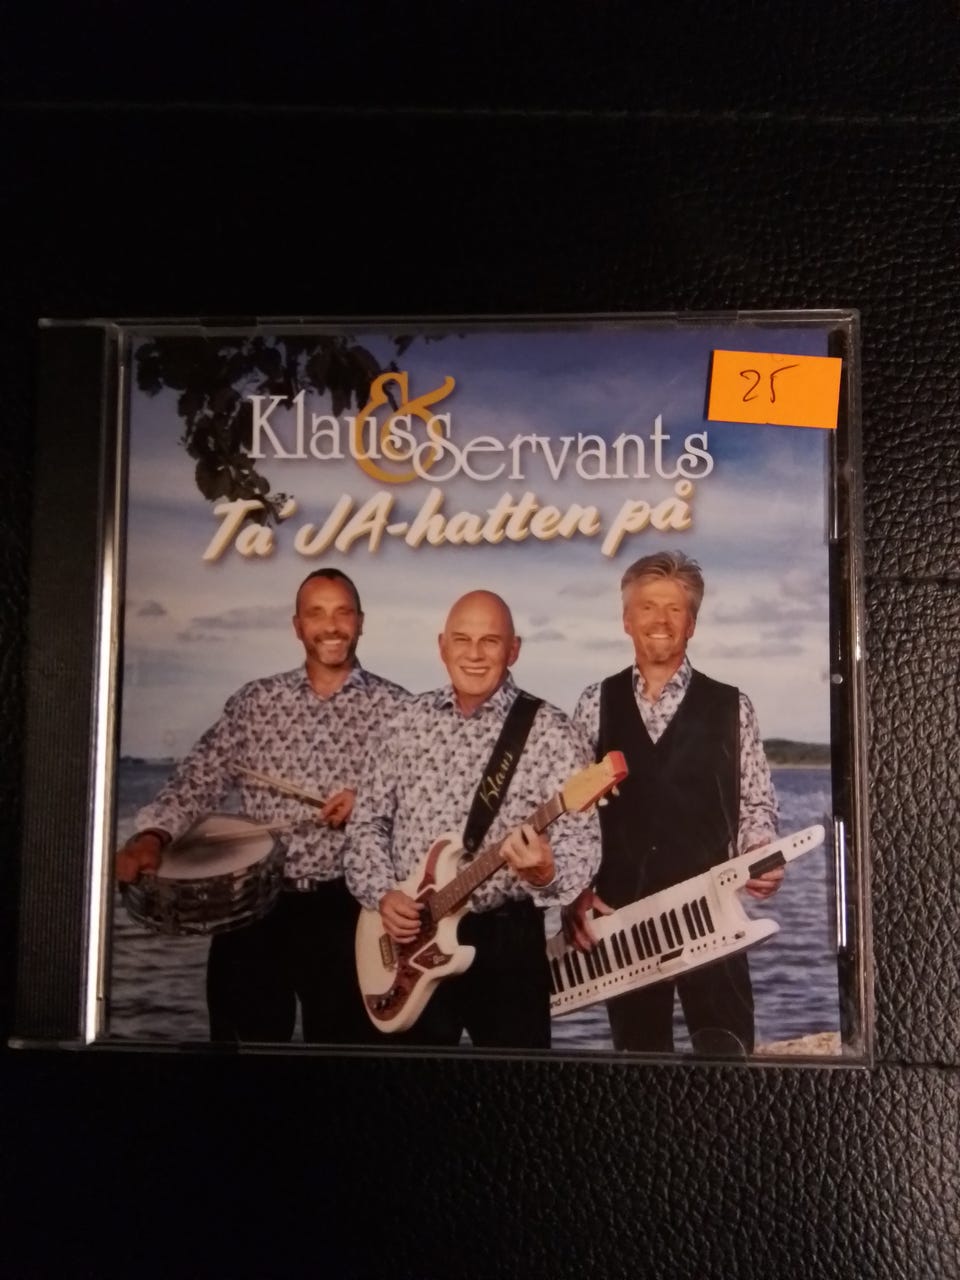 25
Klaus & Servants
Ta' JA-hatten på
Klaus